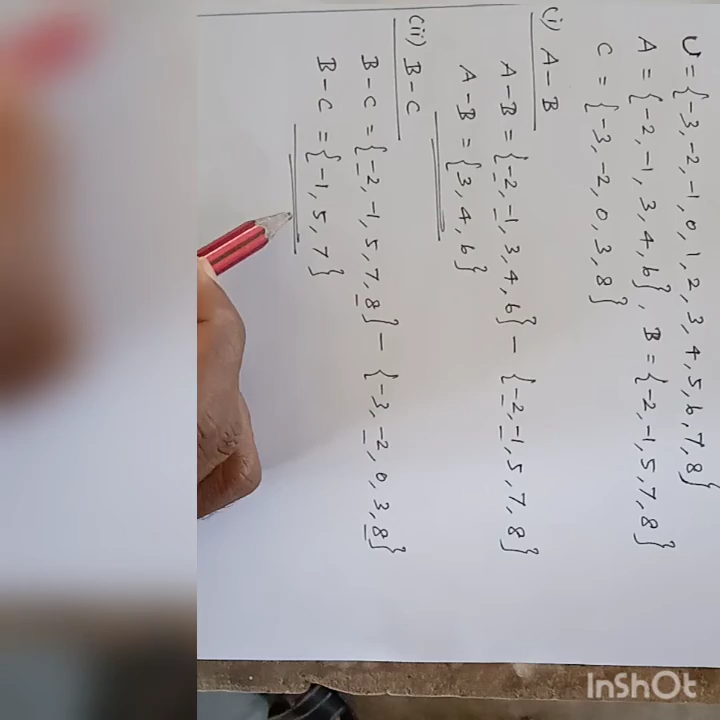 U = {-3, -2, -1, 0, 1, 2, 3, 4, 5, 6, 7, 8}
A = {-2, -1, 3, 4, 6}, B = {-2, -1, 5, 7, 8}
C = {-3, -2, 0, 3, 8}
(i) A - B
A - B = {-2, -1, 3, 4, 6} - {-2, -1, 5, 7, 8}
A - B = {3, 4, 6}
(ii) B - C
B - C = {-2, -1, 5, 7, 8} - {-3, -2, 0, 3, 8}
B - C = {-1, 5, 7}
InShOt